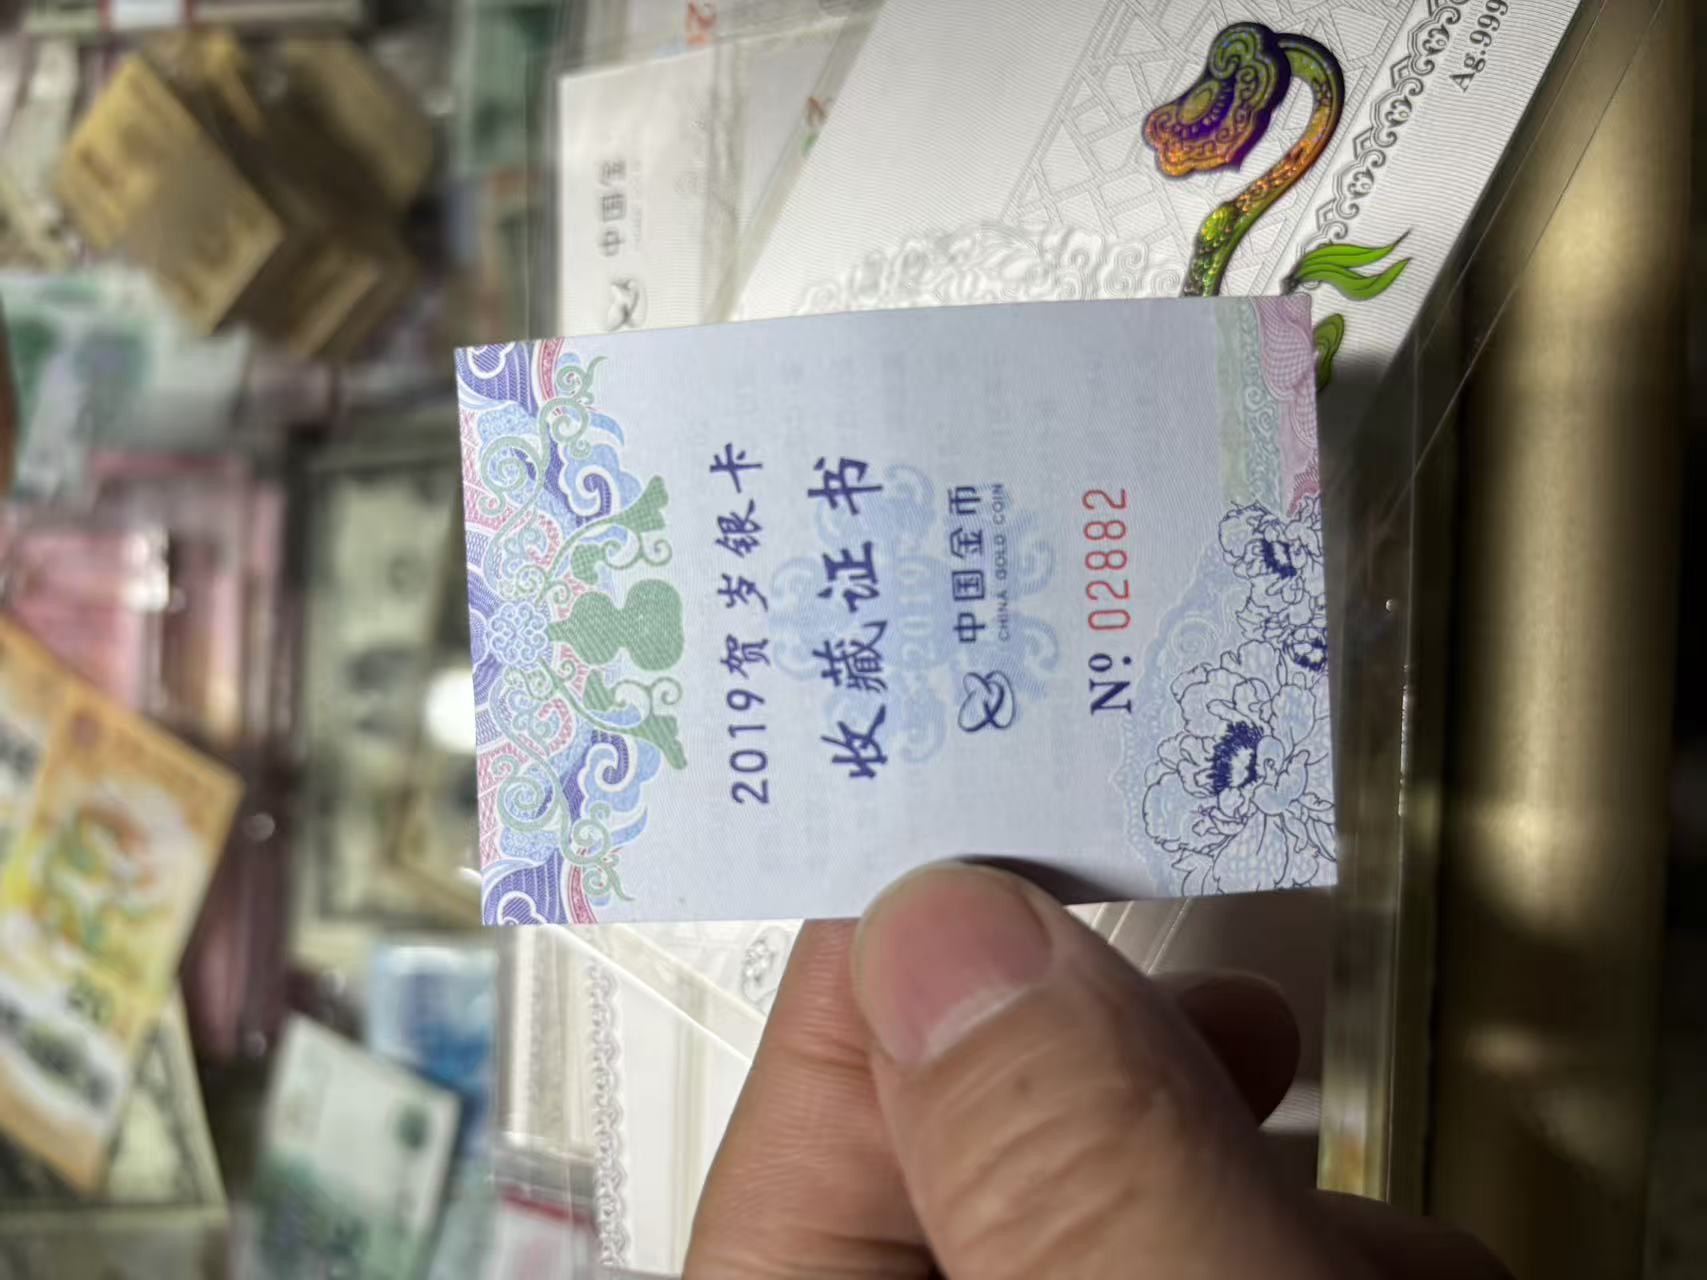 2019贺岁银卡
收藏证书
中国金币
CHINA GOLD COIN
Nº: 02882
中国金
Ag.999